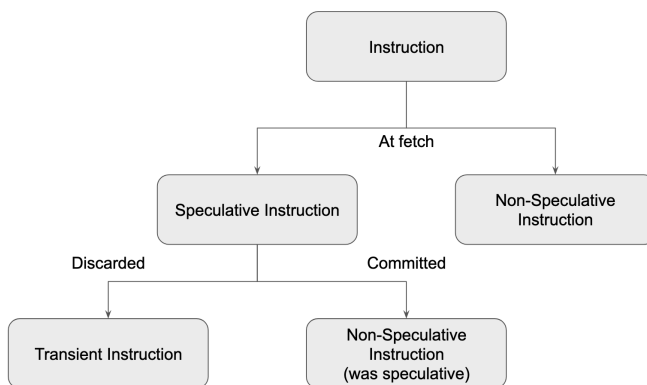 Instruction
At fetch
Speculative Instruction
Non-Speculative
Instruction
Discarded
Committed
Transient Instruction
Non-Speculative
Instruction
(was speculative)